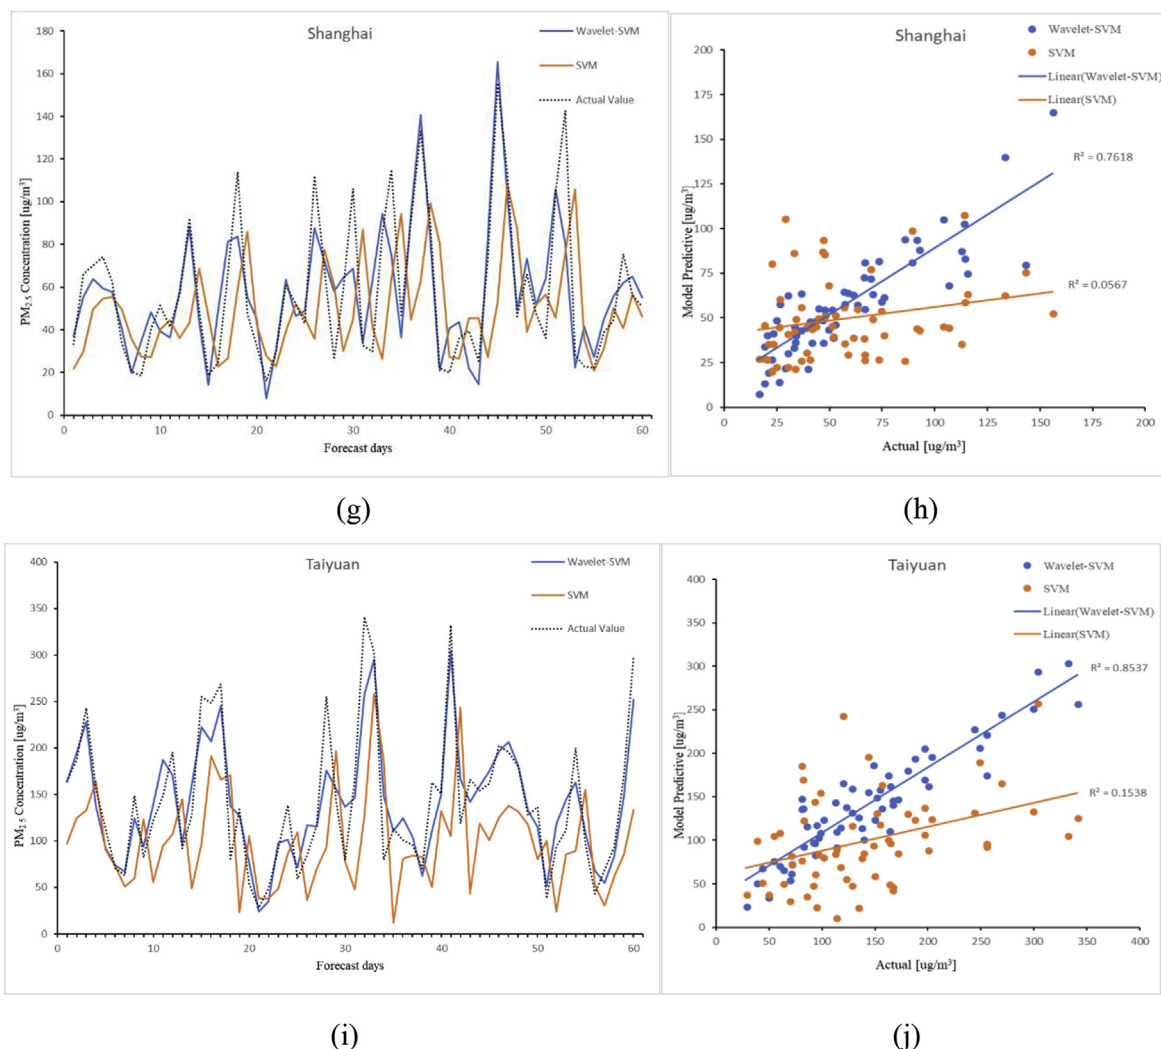 Shanghai
Wavelet-SVM
SVM
Actual Value
PM2.5 Concentration [ug/m3]
180
160
140
120
100
80
60
40
20
0
0 10 20 30 40 50 60
Forecast days
(g)
Shanghai
Wavelet-SVM
SVM
Linear(Wavelet-SVM)
Linear(SVM)
Model Predictive [ug/m3]
200
175
150
125
100
75
50
25
0
R² = 0.7618
R² = 0.0567
0 25 50 75 100 125 150 175 200
Actual [ug/m3]
(h)
Taiyuan
Wavelet-SVM
SVM
Actual Value
PM2.5 Concentration [ug/m3]
400
350
300
250
200
150
100
50
0
0 10 20 30 40 50 60
Forecast days
(i)
Taiyuan
Wavelet-SVM
SVM
Linear(Wavelet-SVM)
Linear(SVM)
Model Predictive [ug/m3]
400
350
300
250
200
150
100
50
0
R² = 0.8537
R² = 0.1538
0 50 100 150 200 250 300 350 400
Actual [ug/m3]
(j)